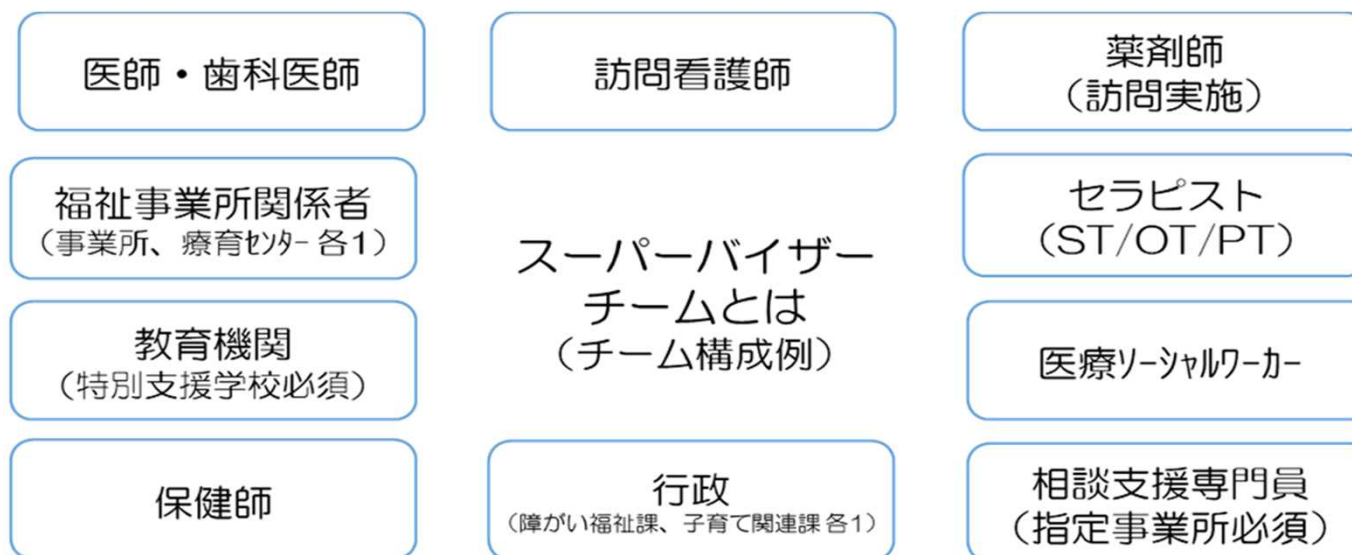 医師・歯科医師
訪問看護師
薬剤師
（訪問実施）
福祉事業所関係者
（事業所、療育ｾﾝﾀｰ 各1）
スーパーバイザー
チームとは
（チーム構成例）
セラピスト
（ST/OT/PT）
教育機関
（特別支援学校必須）
医療ｿｰｼｬﾙﾜｰｶｰ
保健師
行政
（障がい福祉課、子育て関連課 各1）
相談支援専門員
（指定事業所必須）